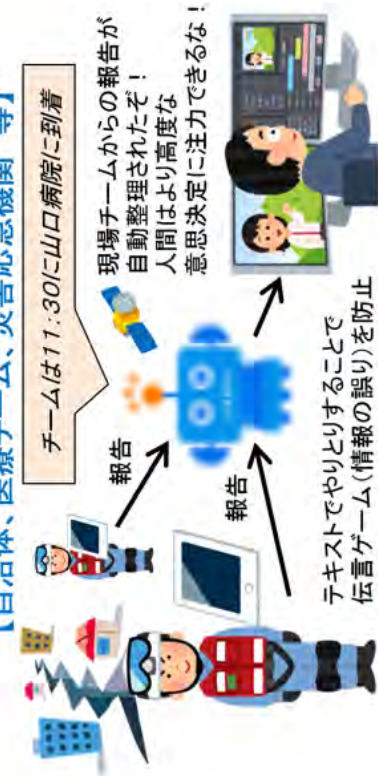 【自治体、医療チーム、災害応急機関 等】
チームは11:30に山口病院に到着
現場チームからの報告が
自動整理されたぞ！
人間はより高度な
意思決定に注力できるな！
報告
報告
テキストでやりとりすることで
伝言ゲーム(情報の誤り)を防止